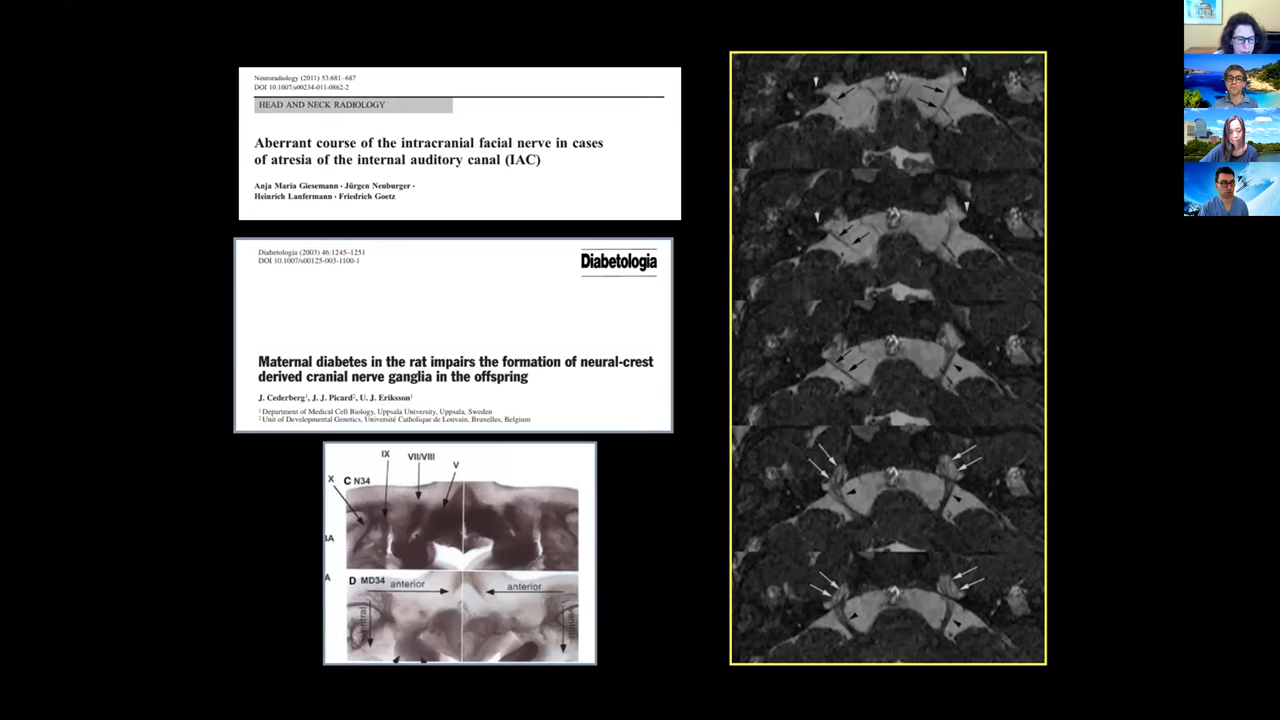 Neuroradiology (2011) 53:681–687
DOI 10.1007/s00234-011-0862-2
HEAD AND NECK RADIOLOGY
Aberrant course of the intracranial facial nerve in cases
of atresia of the internal auditory canal (IAC)
Anja Maria Giesemann · Jürgen Neuburger ·
Heinrich Lanfermann · Friedrich Goetz
Diabetologia (2003) 46:1245–1251
DOI 10.1007/s00125-003-1100-1
Diabetologia
Maternal diabetes in the rat impairs the formation of neural-crest
derived cranial nerve ganglia in the offspring
J. Cederberg1, J. J. Picard2, U. J. Eriksson1
1 Department of Medical Cell Biology, Uppsala University, Uppsala, Sweden
2 Unit of Developmental Genetics, Université Catholique de Louvain, Bruxelles, Belgium
IX VII/VIII V
X C N34
D MD34
anterior anterior